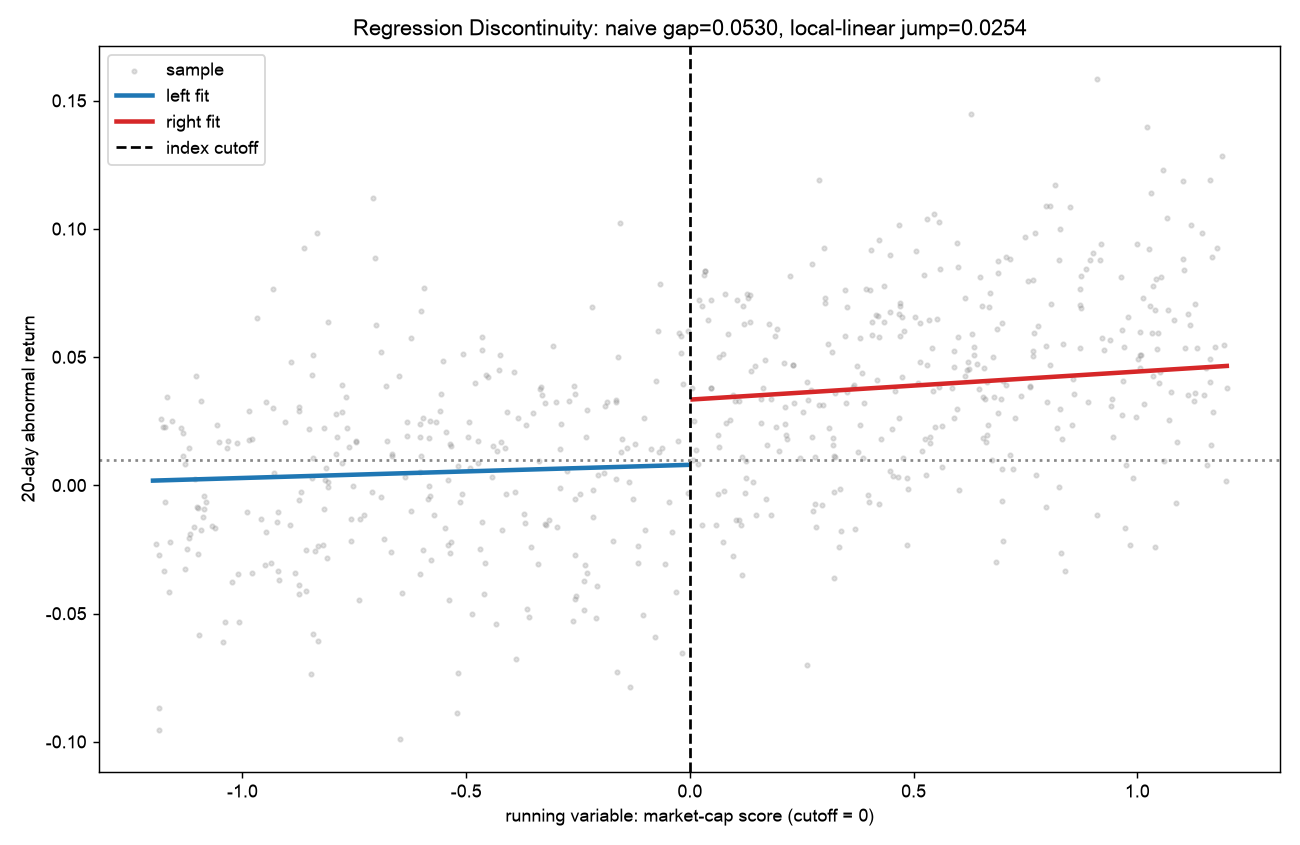 Regression Discontinuity: naive gap=0.0530, local-linear jump=0.0254
sample
left fit
right fit
index cutoff
20-day abnormal return
0.15
0.10
0.05
0.00
-0.05
-0.10
-1.0
-0.5
0.0
0.5
1.0
running variable: market-cap score (cutoff = 0)